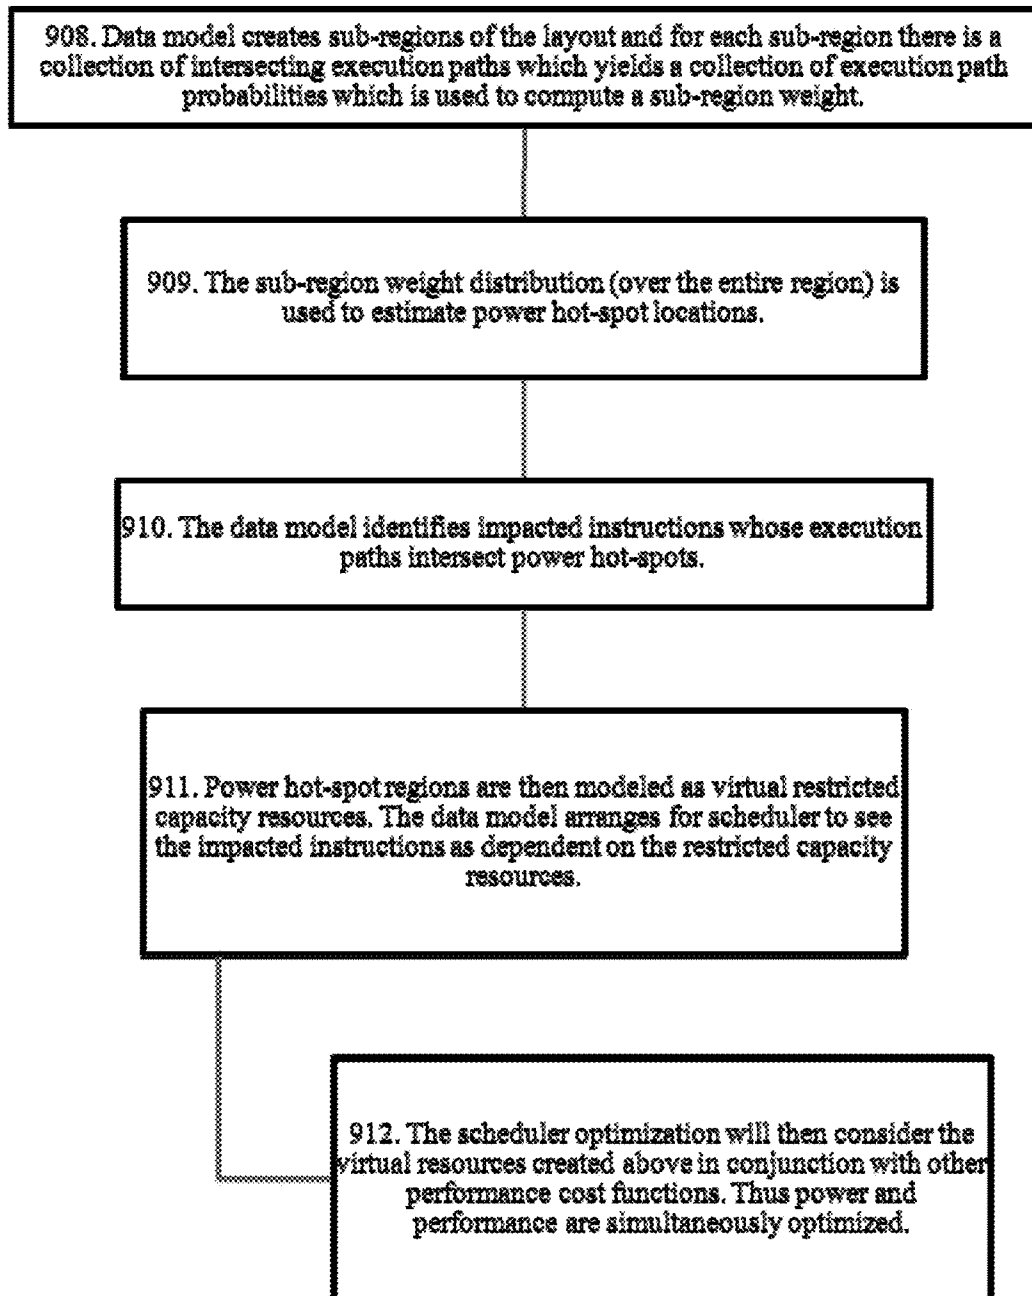 908. Data model creates sub-regions of the layout and for each sub-region there is a
collection of intersecting execution paths which yields a collection of execution path
probabilities which is used to compute a sub-region weight.
909. The sub-region weight distribution (over the entire region) is
used to estimate power hot-spot locations.
910. The data model identifies impacted instructions whose execution
paths intersect power hot-spots.
911. Power hot-spot regions are then modeled as virtual restricted
capacity resources. The data model arranges for scheduler to see
the impacted instructions as dependent on the restricted capacity
resources.
912. The scheduler optimization will then consider the
virtual resources created above in conjunction with other
performance cost functions. Thus power and
performance are simultaneously optimized.